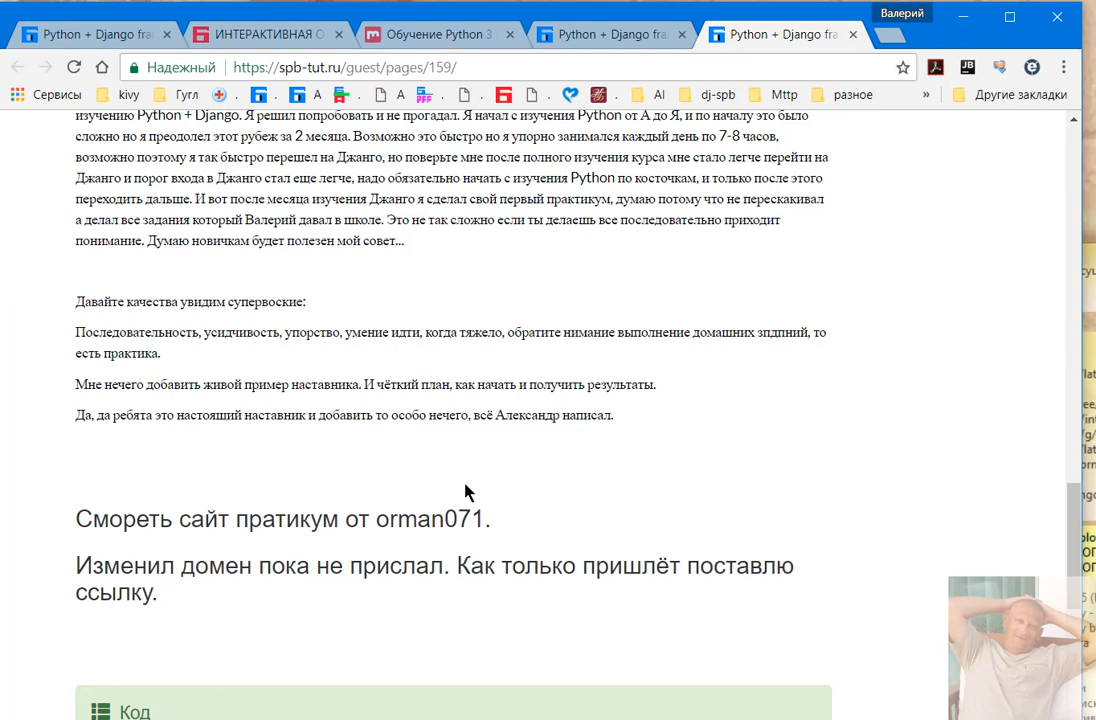 Валерий
Python + Django fra
ИНТЕРАКТИВНАЯ О
Обучение Python 3
Python + Django fra
Python + Django fra
Надежный https://spb-tut.ru/guest/pages/159/
Сервисы kivy Гугл . A . A . . AI dj-spb Mttp разное » Другие закладки
изучению Python + Django. Я решил попробовать и не прогадал. Я начал с изучения Python от А до Я, и по началу это было
сложно но я преодолел этот рубеж за 2 месяца. Возможно это быстро но я упорно занимался каждый день по 7-8 часов,
возможно поэтому я так быстро перешел на Джанго, но поверьте мне после полного изучения курса мне стало легче перейти на
Джанго и порог входа в Джанго стал еще легче, надо обязательно начать с изучения Python по косточкам, и только после этого
переходить дальше. И вот после месяца изучения Джанго я сделал свой первый практикум, думаю потому что не перескакивал
а делал все задания который Валерий давал в школе. Это не так сложно если ты делаешь все последовательно приходит
понимание. Думаю новичкам будет полезен мой совет...
Давайте качества увидим супервоские:
Последовательность, усидчивость, упорство, умение идти, когда тяжело, обратите нимание выполнение домашних зпдпний, то
есть практика.
Мне нечего добавить живой пример наставника. И чёткий план, как начать и получить результаты.
Да, да ребята это настоящий наставник и добавить то особо нечего, всё Александр написал.
Смореть сайт пратикум от orman071.
Изменил домен пока не прислал. Как только пришлёт поставлю
ссылку.
Код